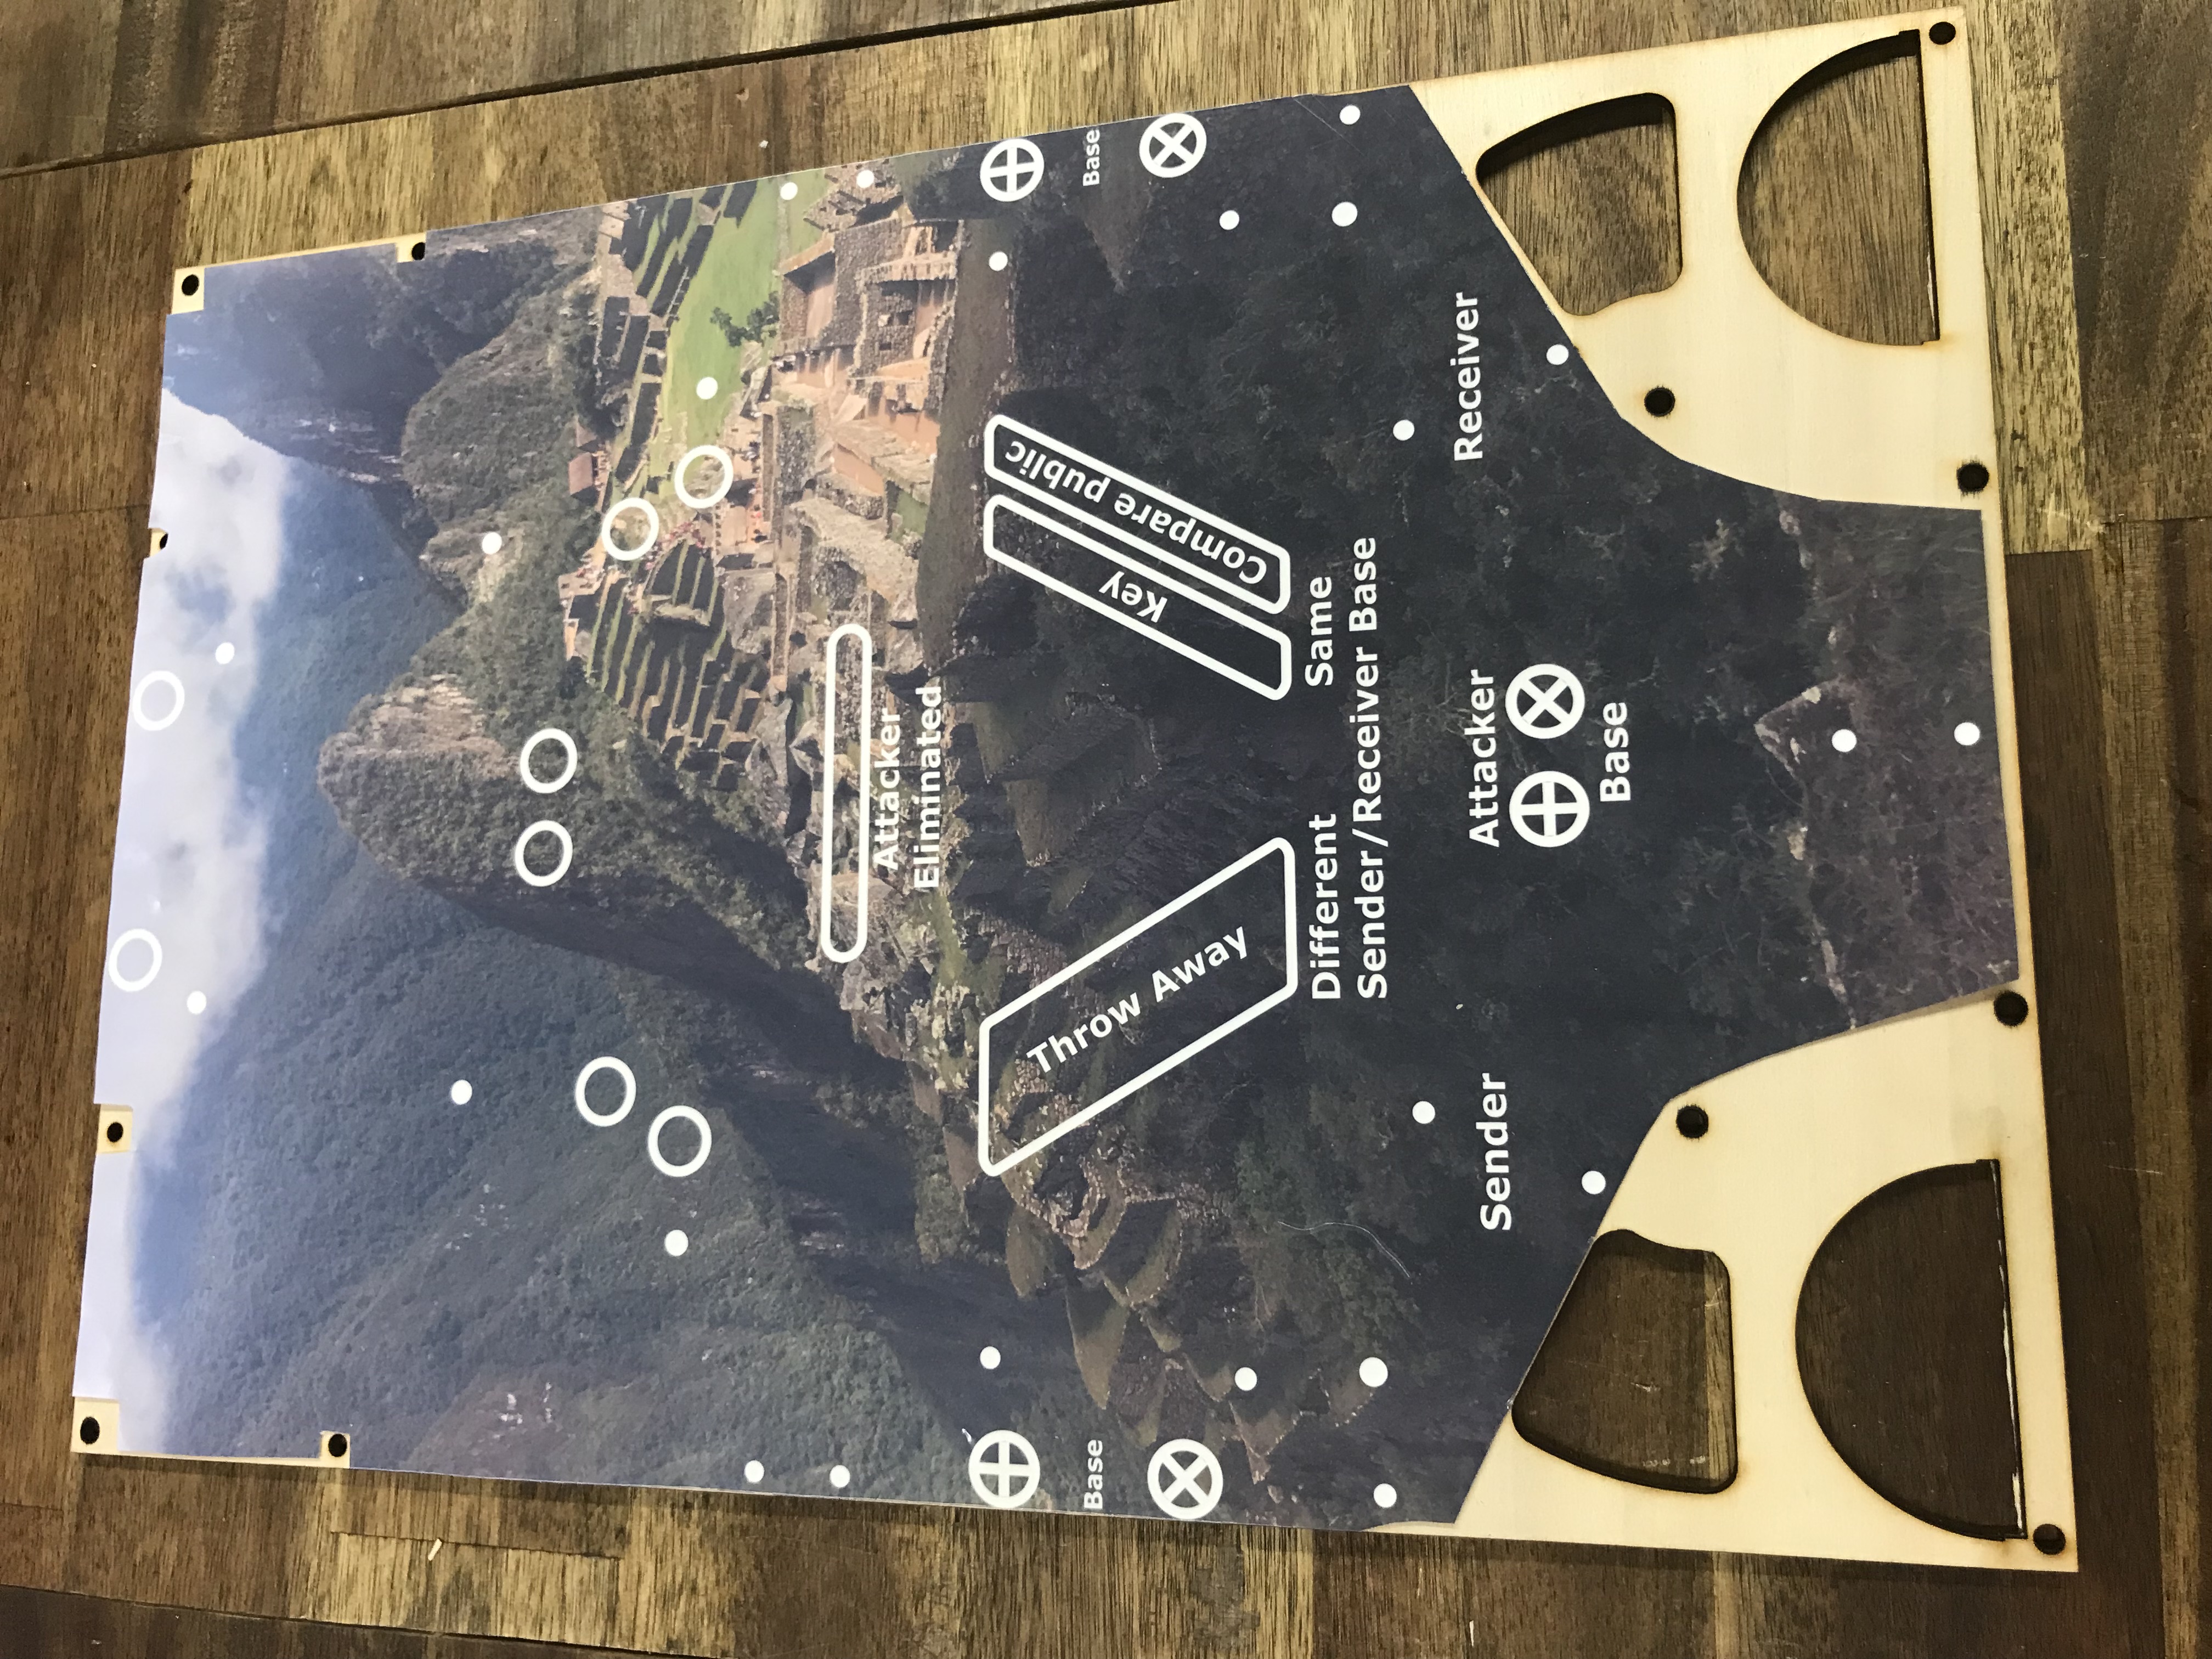 Attacker
Eliminated
Base
Base
Throw Away
Key
Compare public
Different
Same
Sender/Receiver Base
Sender
Attacker
Receiver
Base